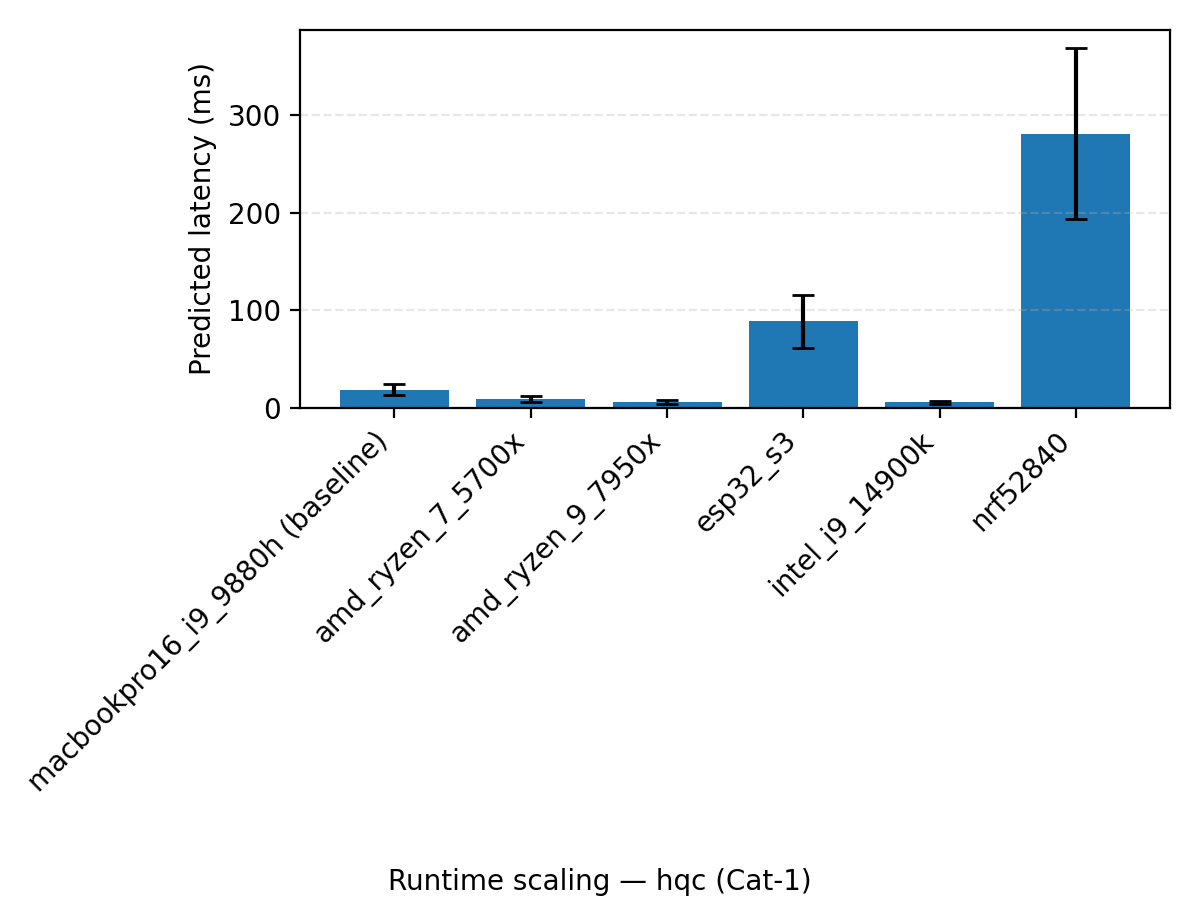 Predicted latency (ms)
300
200
100
0
macbookpro16_i9_9880h (baseline)
amd_ryzen_7_5700x
amd_ryzen_9_7950x
esp32_s3
intel_i9_14900k
nrf52840
Runtime scaling — hqc (Cat-1)